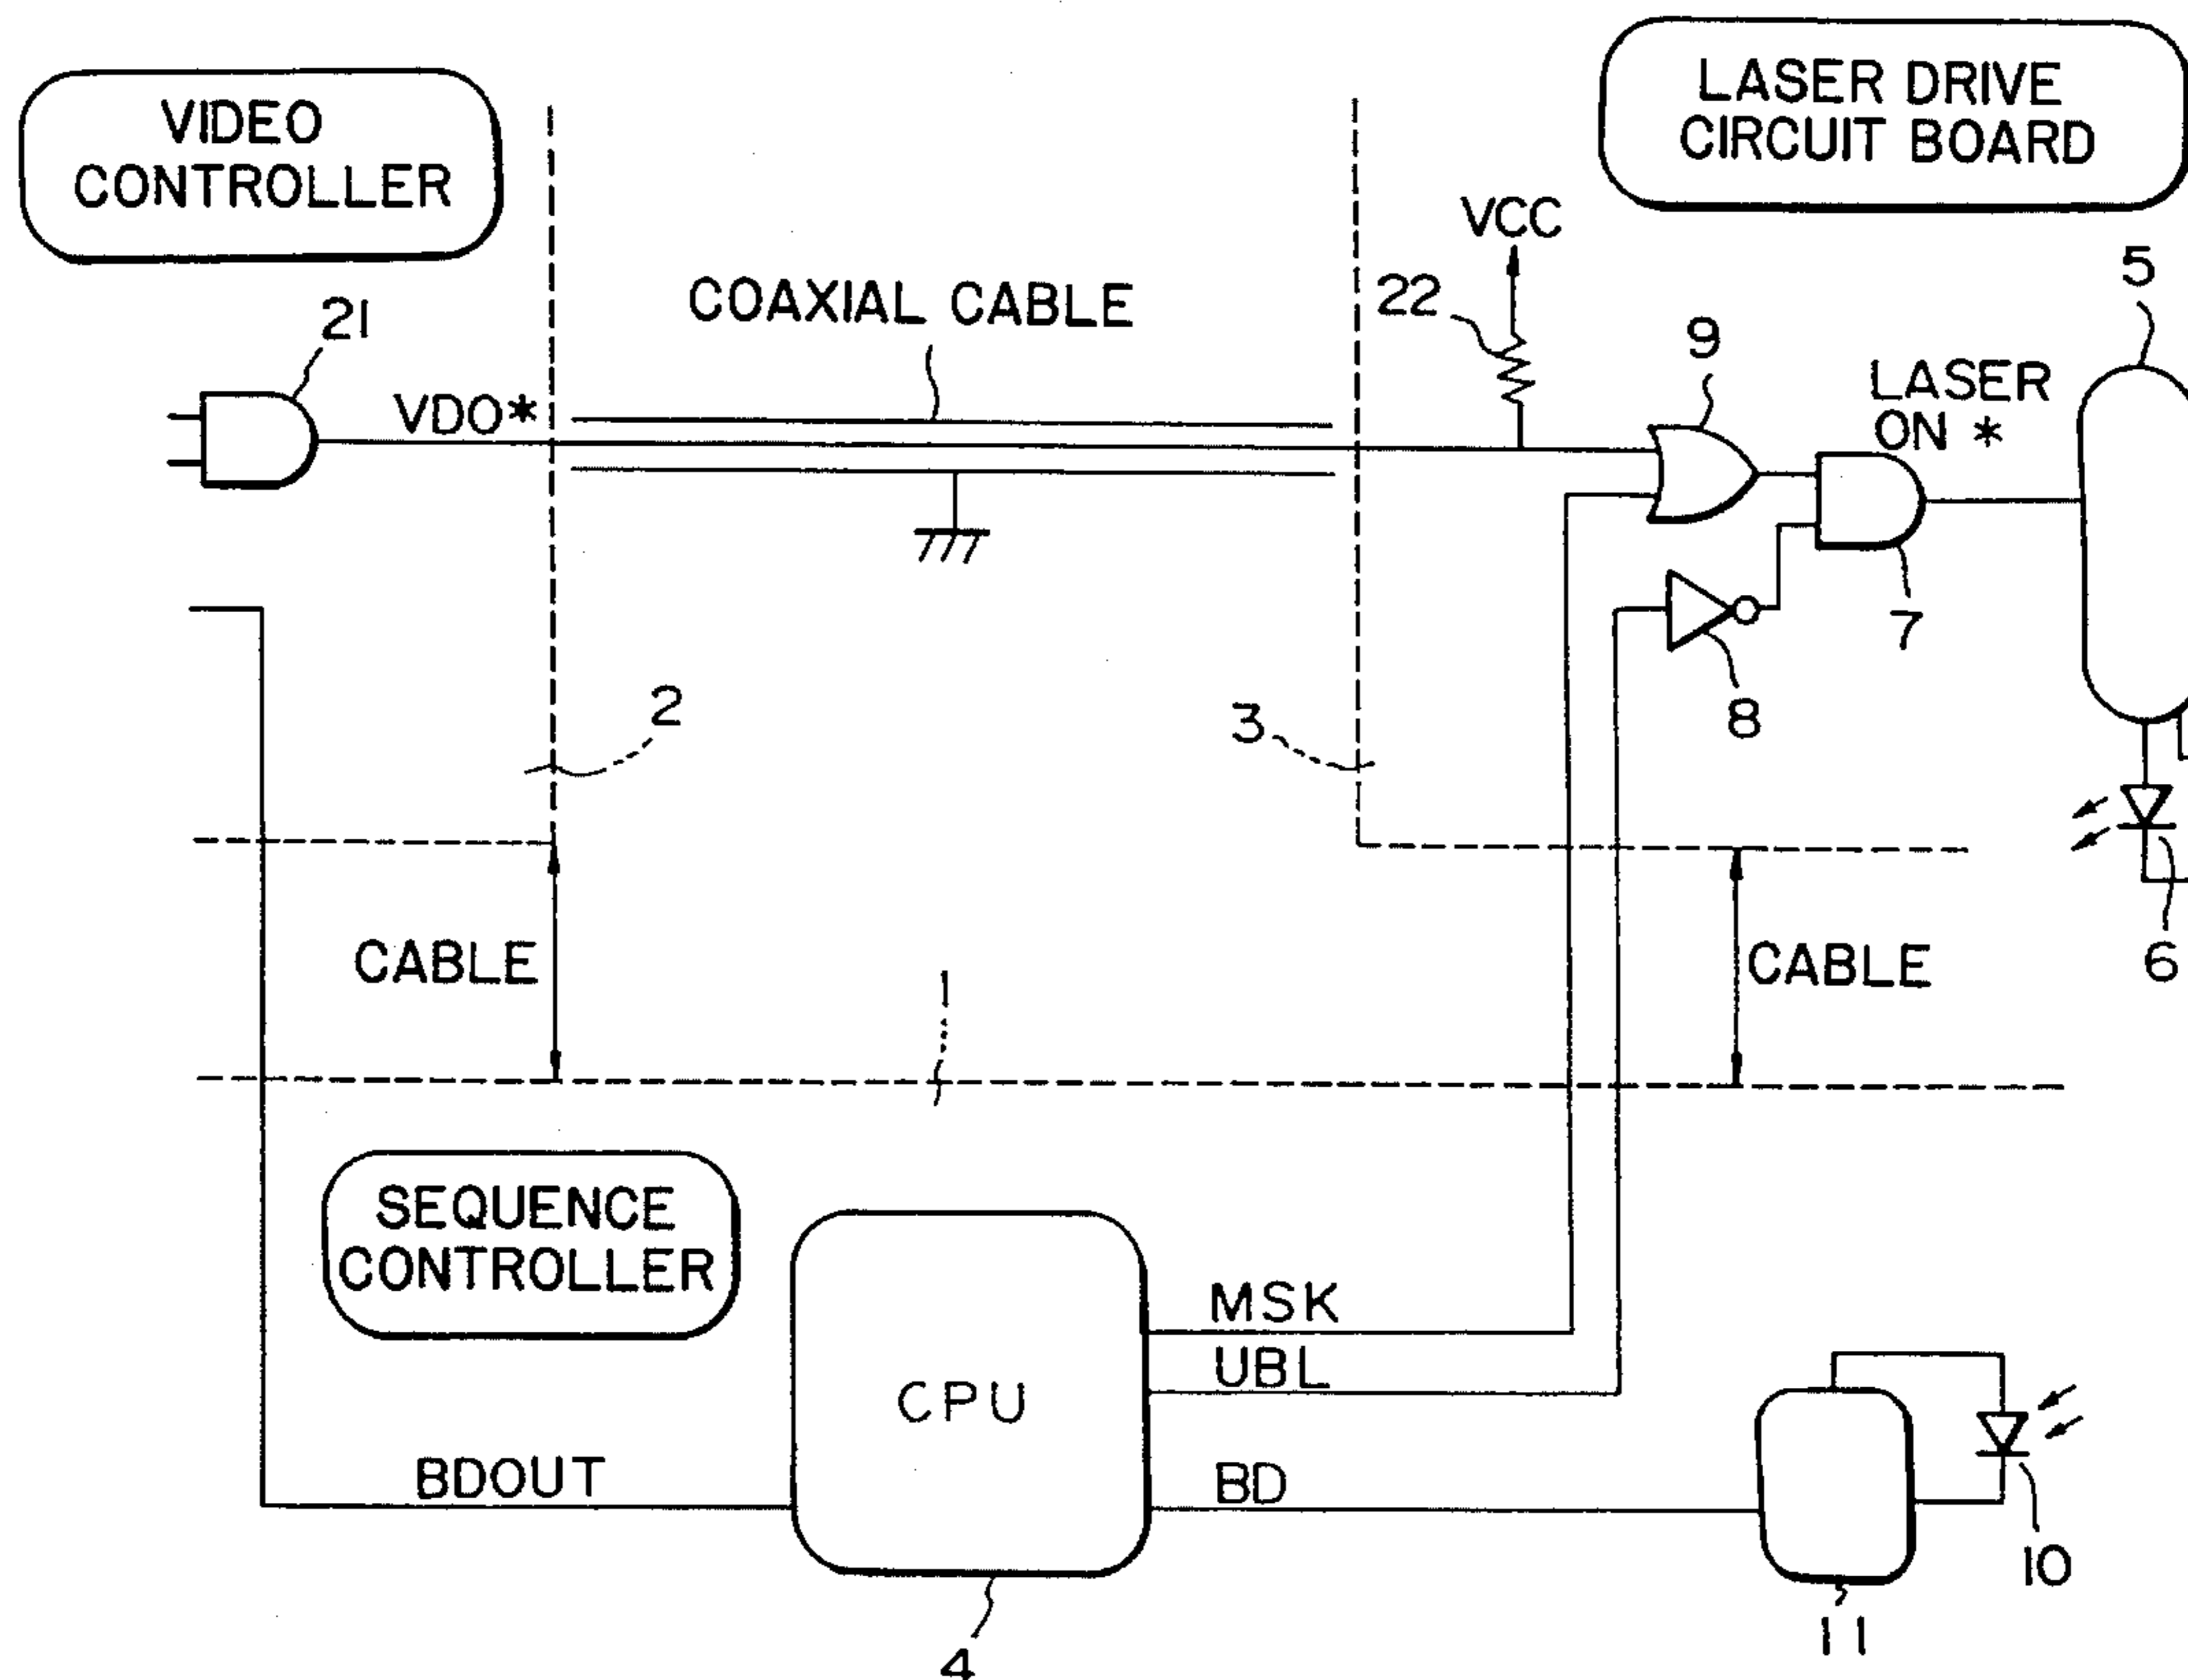 VIDEO
CONTROLLER
LASER DRIVE
CIRCUIT BOARD
VCC
COAXIAL CABLE
22
5
21
9
VDO*
LASER
ON *
7
2
3
8
CABLE
CABLE
6
1
SEQUENCE
CONTROLLER
MSK
UBL
CPU
BDOUT
BD
10
11
4